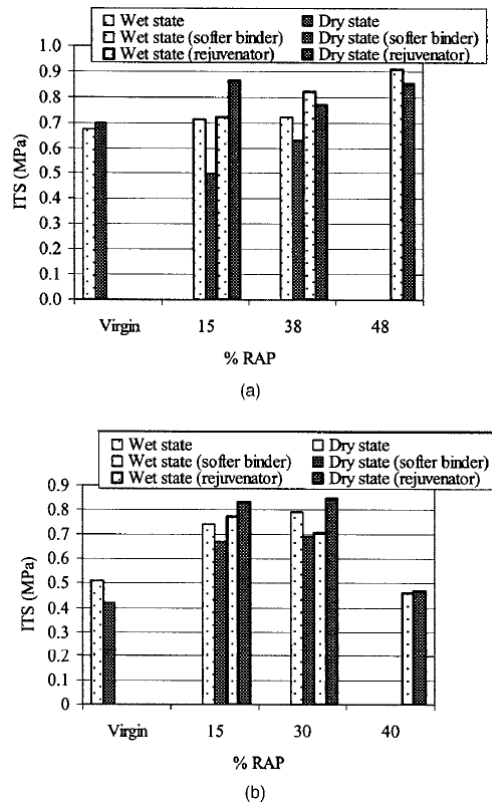 Wet state Dry state
Wet state (softer binder) Dry state (softer binder)
Wet state (rejuvenator) Dry state (rejuvenator)
1.0
0.9
0.8
0.7
0.6
0.5
0.4
0.3
0.2
0.1
0.0
ITS (MPa)
Virgin 15 38 48
% RAP
(a)
Wet state Dry state
Wet state (softer binder) Dry state (softer binder)
Wet state (rejuvenator) Dry state (rejuvenator)
0.9
0.8
0.7
0.6
0.5
0.4
0.3
0.2
0.1
0
ITS (MPa)
Virgin 15 30 40
% RAP
(b)